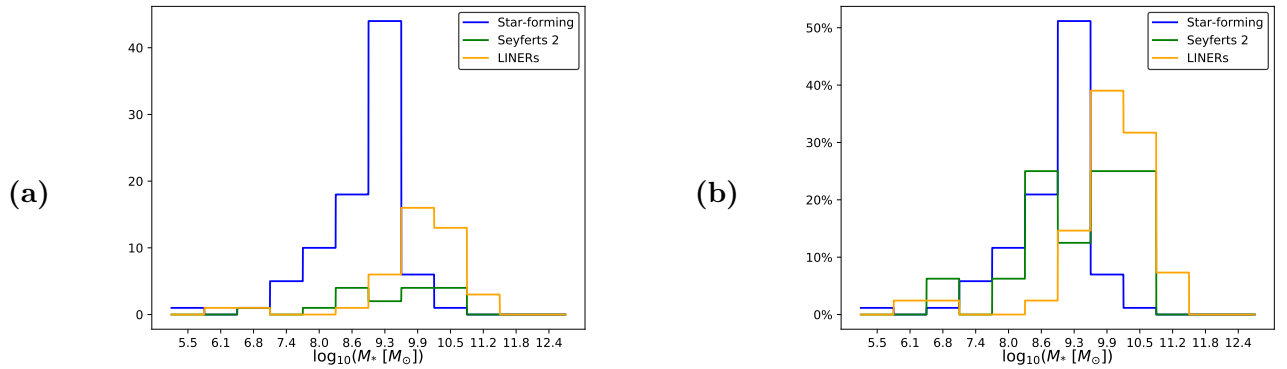 (a)
40
30
20
10
0
Star-forming
Seyferts 2
LINERs
5.5 6.1 6.8 7.4 8.0 8.6 9.3 9.9 10.5 11.2 11.8 12.4
log₁₀(M* [M⊙])
(b)
50%
40%
30%
20%
10%
0%
Star-forming
Seyferts 2
LINERs
5.5 6.1 6.8 7.4 8.0 8.6 9.3 9.9 10.5 11.2 11.8 12.4
log₁₀(M* [M⊙])